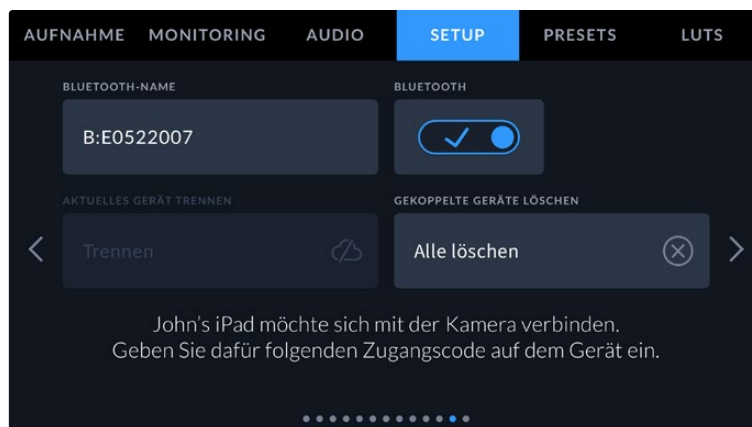 AUFNAHME MONITORING AUDIO SETUP PRESETS LUTS
BLUETOOTH-NAME BLUETOOTH
B:E0522007
AKTUELLES GERÄT TRENNEN GEKOPPELTE GERÄTE LÖSCHEN
Trennen Alle löschen
John’s iPad möchte sich mit der Kamera verbinden.
Geben Sie dafür folgenden Zugangscode auf dem Gerät ein.